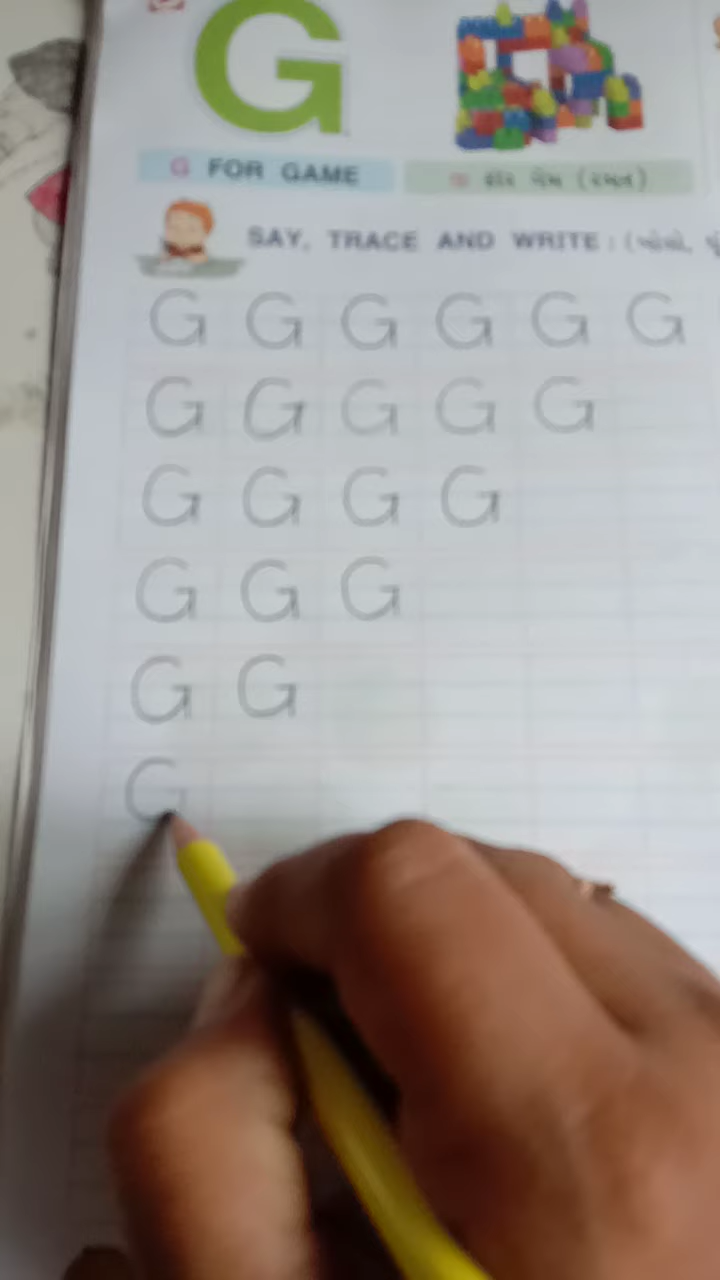 G
G FOR GAME
SAY, TRACE AND WRITE : (
G G G G G G
G G G G G
G G G G
G G G
G G
G